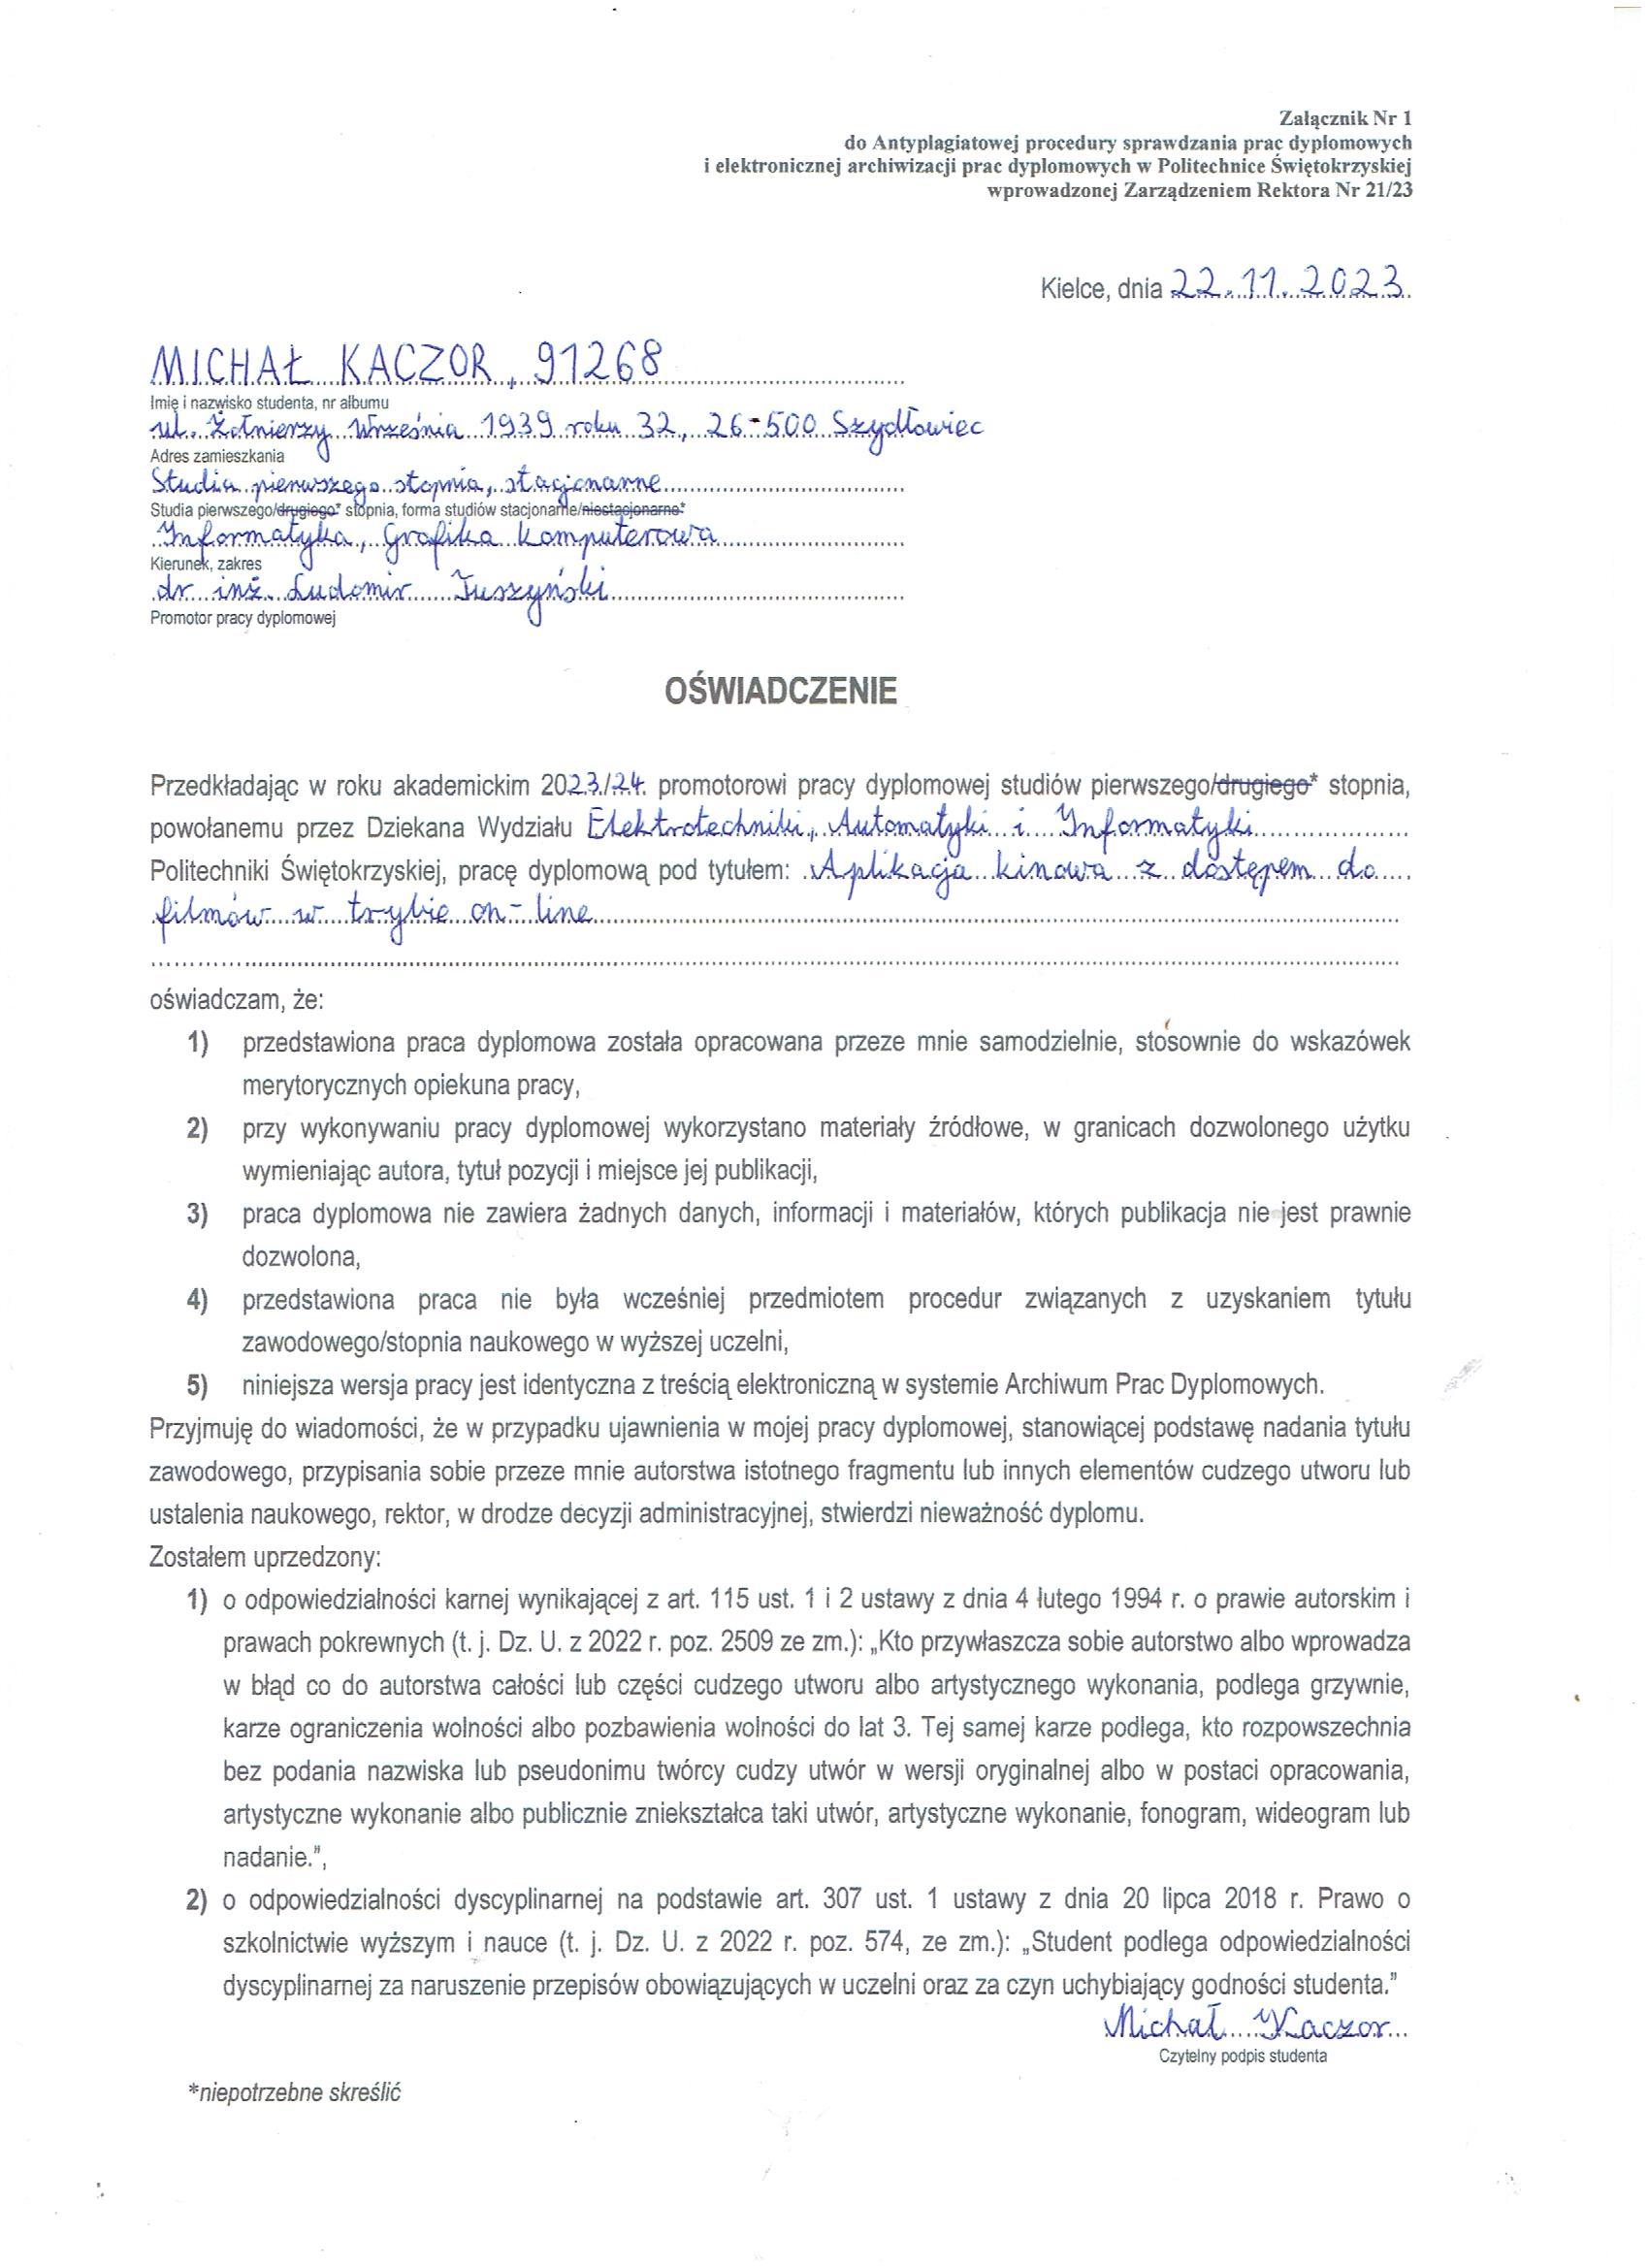 Załącznik Nr 1
do Antyplagiatowej procedury sprawdzania prac dyplomowych
i elektronicznej archiwizacji prac dyplomowych w Politechnice Świętokrzyskiej
wprowadzonej Zarządzeniem Rektora Nr 21/23
Kielce, dnia 22.11.2023
MICHAŁ KACZOR, 91268
Imię i nazwisko studenta, nr albumu
ul. Żołnierzy Września 1939 roku 32, 26-500 Szydłowiec
Adres zamieszkania
Studia pierwszego stopnia, stacjonarne
Studia pierwszego/drugiego* stopnia, forma studiów stacjonarne/niestacjonarne*
Informatyka, Grafika Komputerowa
Kierunek, zakres
dr inż. Ludomir Tuszyński
Promotor pracy dyplomowej
OŚWIADCZENIE
Przedkładając w roku akademickim 2023/24 promotorowi pracy dyplomowej studiów pierwszego/drugiego* stopnia,
powołanemu przez Dziekana Wydziału Elektrotechniki, Automatyki i Informatyki
Politechniki Świętokrzyskiej, pracę dyplomową pod tytułem: Aplikacja kinowa z dostępem do
filmów w trybie on-line
oświadczam, że:
1) przedstawiona praca dyplomowa została opracowana przeze mnie samodzielnie, stosownie do wskazówek
merytorycznych opiekuna pracy,
2) przy wykonywaniu pracy dyplomowej wykorzystano materiały źródłowe, w granicach dozwolonego użytku
wymieniając autora, tytuł pozycji i miejsce jej publikacji,
3) praca dyplomowa nie zawiera żadnych danych, informacji i materiałów, których publikacja nie jest prawnie
dozwolona,
4) przedstawiona praca nie była wcześniej przedmiotem procedur związanych z uzyskaniem tytułu
zawodowego/stopnia naukowego w wyższej uczelni,
5) niniejsza wersja pracy jest identyczna z treścią elektroniczną w systemie Archiwum Prac Dyplomowych.
Przyjmuję do wiadomości, że w przypadku ujawnienia w mojej pracy dyplomowej, stanowiącej podstawę nadania tytułu
zawodowego, przypisania sobie przeze mnie autorstwa istotnego fragmentu lub innych elementów cudzego utworu lub
ustalenia naukowego, rektor, w drodze decyzji administracyjnej, stwierdzi nieważność dyplomu.
Zostałem uprzedzony:
1) o odpowiedzialności karnej wynikającej z art. 115 ust. 1 i 2 ustawy z dnia 4 lutego 1994 r. o prawie autorskim i
prawach pokrewnych (t. j. Dz. U. z 2022 r. poz. 2509 ze zm.): „Kto przywłaszcza sobie autorstwo albo wprowadza
w błąd co do autorstwa całości lub części cudzego utworu albo artystycznego wykonania, podlega grzywnie,
karze ograniczenia wolności albo pozbawienia wolności do lat 3. Tej samej karze podlega, kto rozpowszechnia
bez podania nazwiska lub pseudonimu twórcy cudzy utwór w wersji oryginalnej albo w postaci opracowania,
artystyczne wykonanie albo publicznie zniekształca taki utwór, artystyczne wykonanie, fonogram, wideogram lub
nadanie.",
2) o odpowiedzialności dyscyplinarnej na podstawie art. 307 ust. 1 ustawy z dnia 20 lipca 2018 r. Prawo o
szkolnictwie wyższym i nauce (t. j. Dz. U. z 2022 r. poz. 574, ze zm.): „Student podlega odpowiedzialności
dyscyplinarnej za naruszenie przepisów obowiązujących w uczelni oraz za czyn uchybiający godności studenta."
Michał Kaczor
Czytelny podpis studenta
*niepotrzebne skreślić